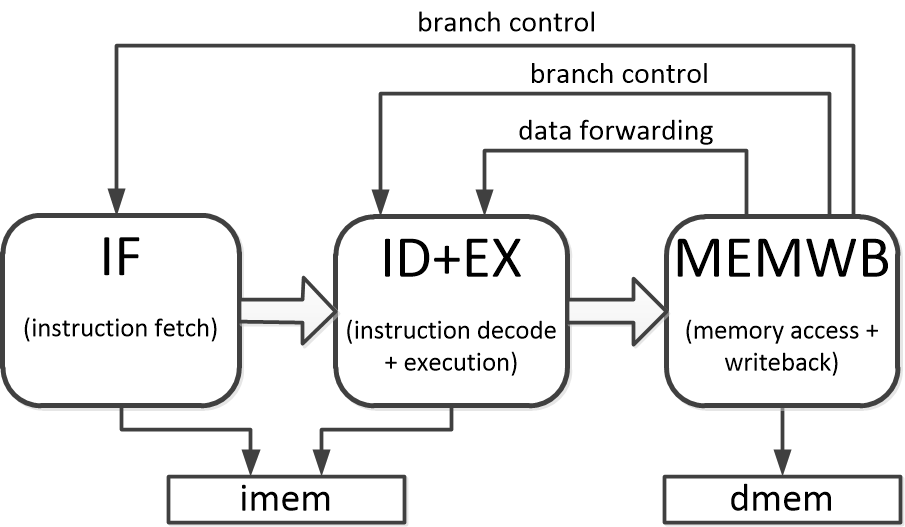 branch control
branch control
data forwarding
IF
(instruction fetch)
ID+EX
(instruction decode
+ execution)
MEMWB
(memory access +
writeback)
imem
dmem